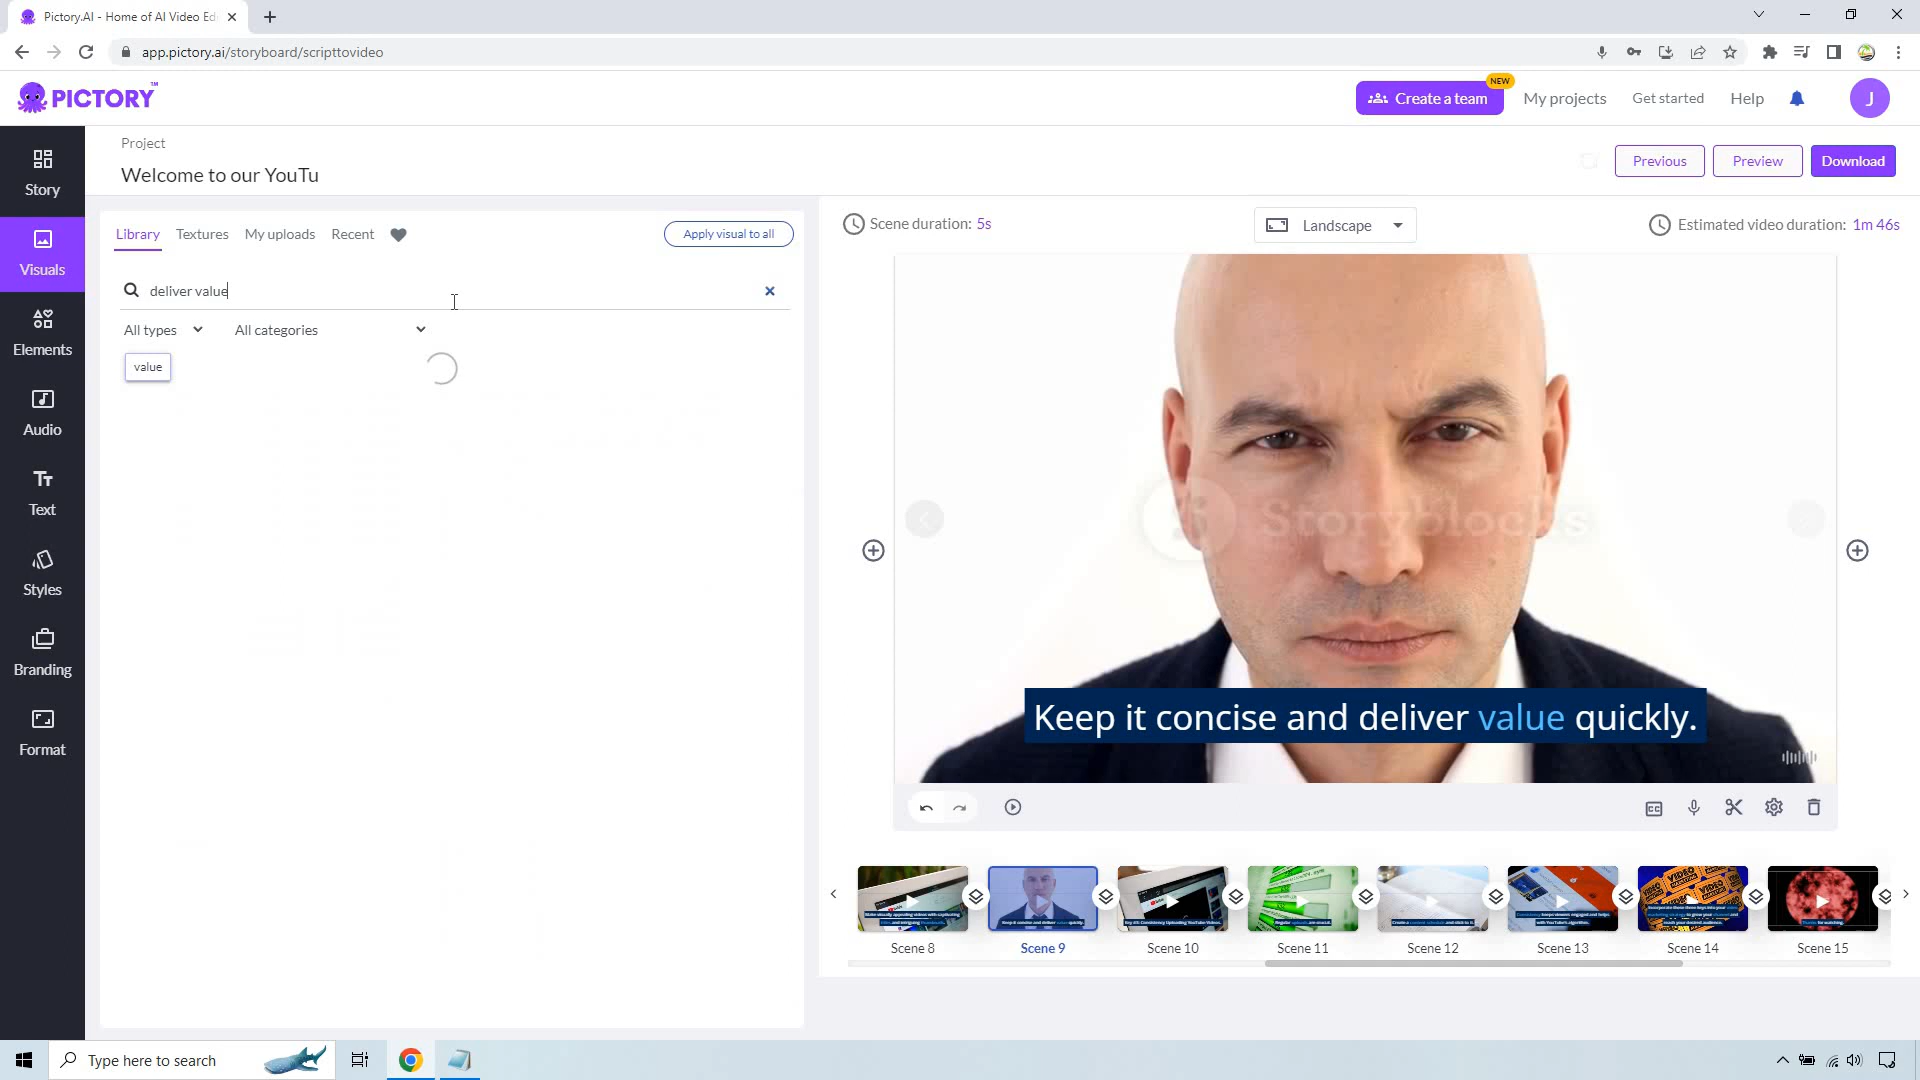 Pictory.AI - Home of AI Video Ed
app.pictory.ai/storyboard/scripttovideo
PICTORY™
NEW
Create a team
My projects
Get started
Help
J
Project
Welcome to our YouTu
Previous
Preview
Download
Story
Visuals
Elements
Audio
Text
Styles
Branding
Format
Library
Textures
My uploads
Recent
Apply visual to all
deliver value
All types
All categories
value
Scene duration: 5s
Landscape
Estimated video duration: 1m 46s
Storyblocks
Keep it concise and deliver value quickly.
CC
Scene 8
Scene 9
Scene 10
Scene 11
Scene 12
Scene 13
Scene 14
Scene 15
Type here to search